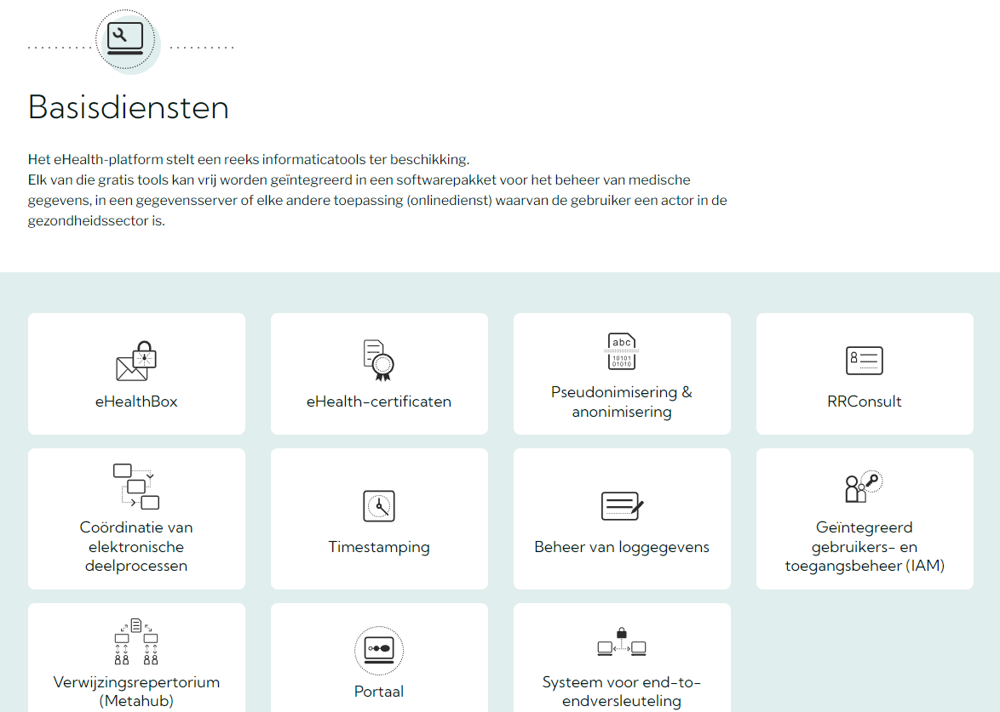 Basisdiensten
Het eHealth-platform stelt een reeks informaticatools ter beschikking.
Elk van die gratis tools kan vrij worden geïntegreerd in een softwarepakket voor het beheer van medische
gegevens, in een gegevensserver of elke andere toepassing (onlinedienst) waarvan de gebruiker een actor in de
gezondheidssector is.
eHealthBox
eHealth-certificaten
abc
10101
01010
Pseudonimisering &
anonimisering
RRConsult
Coördinatie van
elektronische
deelprocessen
Timestamping
Beheer van loggegevens
Geïntegreerd
gebruikers- en
toegangsbeheer (IAM)
Verwijzingsrepertorium
(Metahub)
Portaal
Systeem voor end-to-
endversleuteling